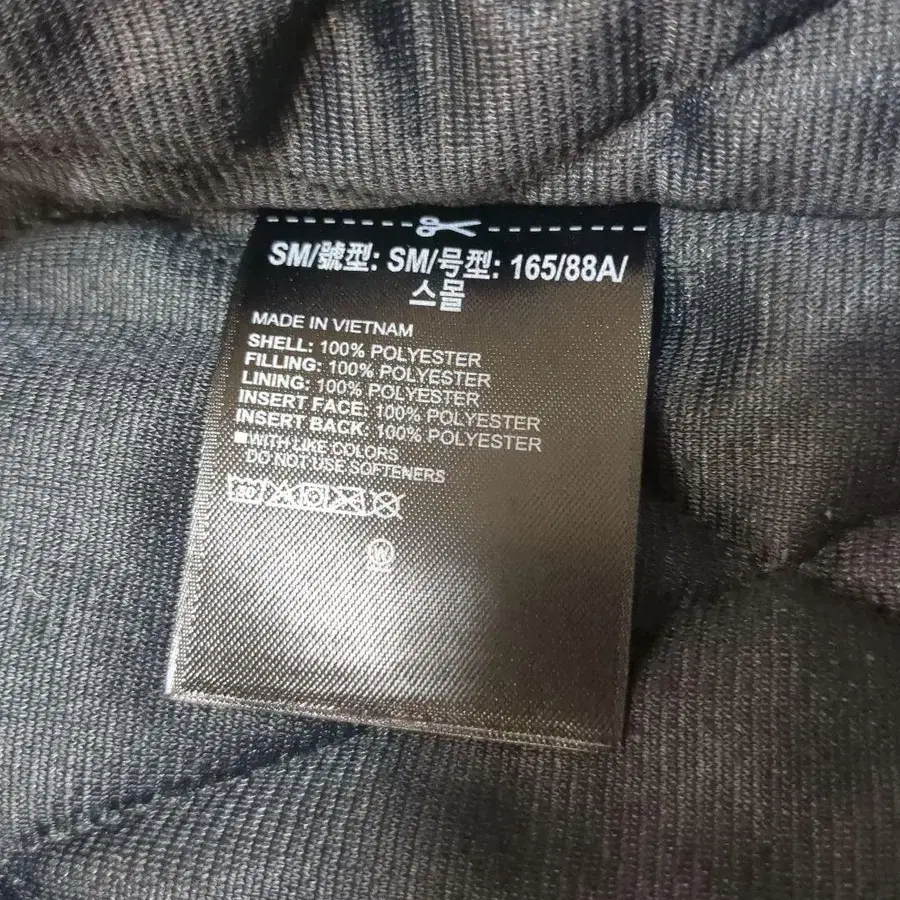 SM/號型: SM/号型: 165/88A/
스몰
MADE IN VIETNAM
SHELL: 100% POLYESTER
FILLING: 100% POLYESTER
LINING: 100% POLYESTER
INSERT FACE: 100% POLYESTER
INSERT BACK: 100% POLYESTER
WITH LIKE COLORS
DO NOT USE SOFTENERS
30
W